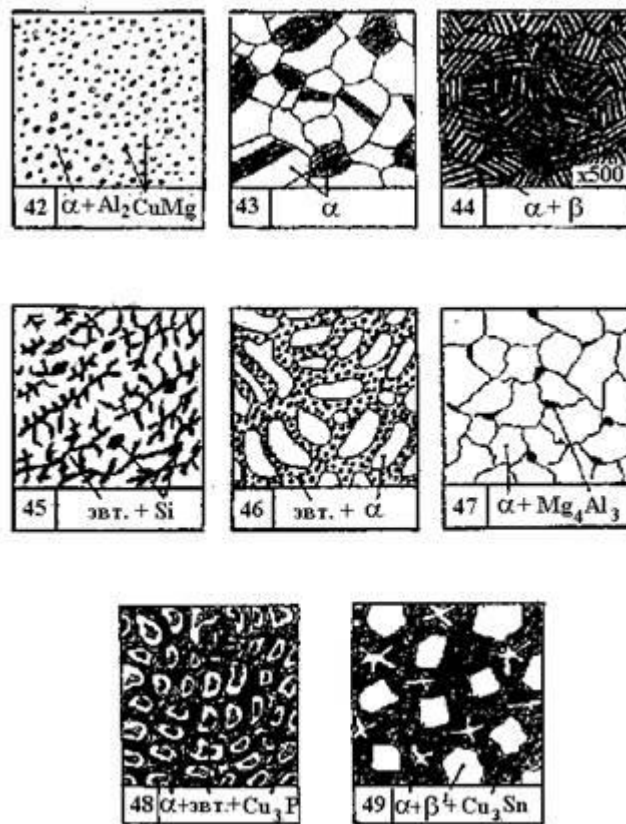 42 α + Al₂CuMg
43 α
x500
44 α + β
45 эвт. + Si
46 эвт. + α
47 α + Mg₄Al₃
48 α+эвт.+Cu₃P
49 α+β'+Cu₃Sn